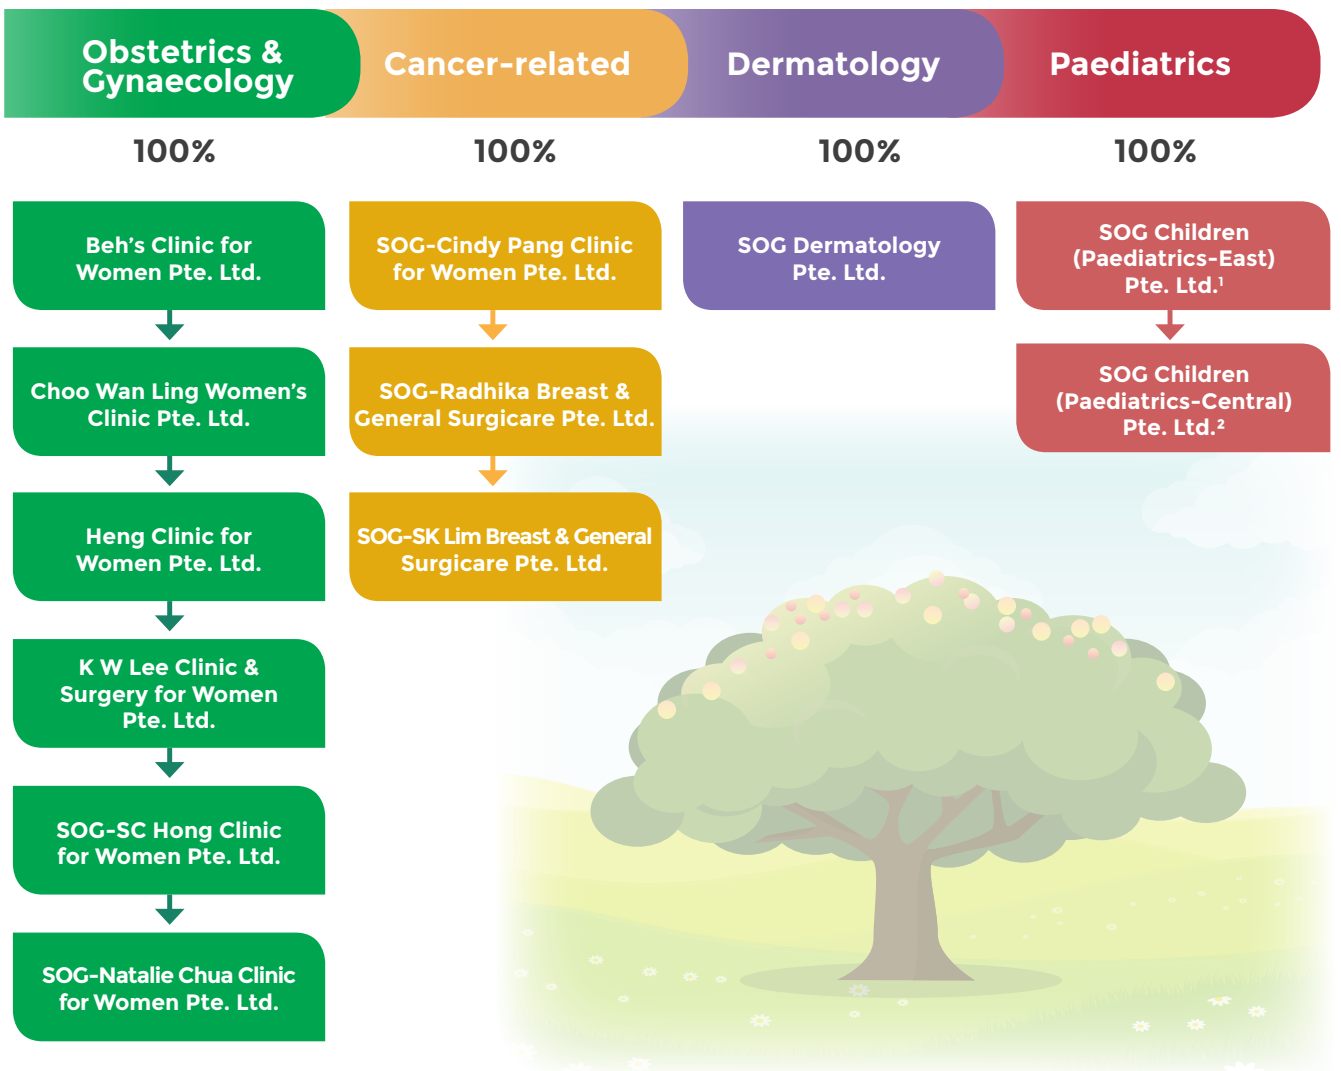 Obstetrics &
Gynaecology
100%
Beh’s Clinic for
Women Pte. Ltd.
Choo Wan Ling Women’s
Clinic Pte. Ltd.
Heng Clinic for
Women Pte. Ltd.
K W Lee Clinic &
Surgery for Women
Pte. Ltd.
SOG-SC Hong Clinic
for Women Pte. Ltd.
SOG-Natalie Chua Clinic
for Women Pte. Ltd.
Cancer-related
100%
SOG-Cindy Pang Clinic
for Women Pte. Ltd.
SOG-Radhika Breast &
General Surgicare Pte. Ltd.
SOG-SK Lim Breast & General
Surgicare Pte. Ltd.
Dermatology
100%
SOG Dermatology
Pte. Ltd.
Paediatrics
100%
SOG Children
(Paediatrics-East)
Pte. Ltd.¹
SOG Children
(Paediatrics-Central)
Pte. Ltd.²